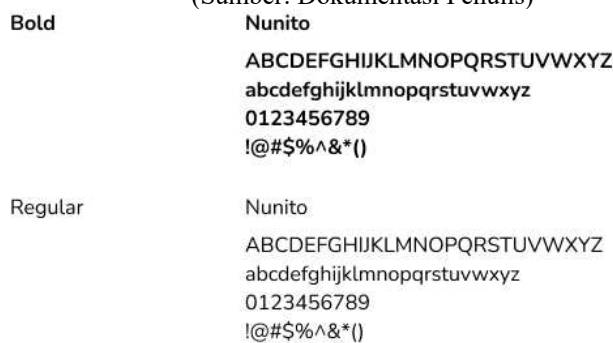 (Sumber: Dokumentasi Penulis)
Bold Nunito
ABCDEFGHIJKLMNOPQRSTUVWXYZ
abcdefghijklmnopqrstuvwxyz
0123456789
!@#$%^&*()
Regular Nunito
ABCDEFGHIJKLMNOPQRSTUVWXYZ
abcdefghijklmnopqrstuvwxyz
0123456789
!@#$%^&*()